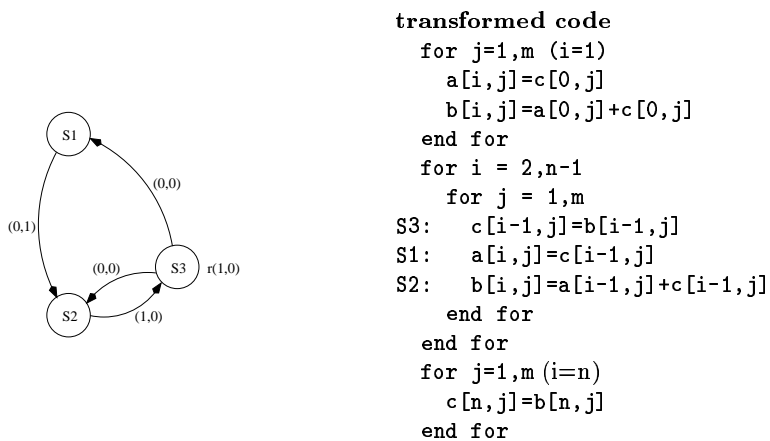 S1
(0,0)
(0,1)
(0,0)
S3
r(1,0)
S2
(1,0)
transformed code
for j=1,m (i=1)
a[i,j]=c[0,j]
b[i,j]=a[0,j]+c[0,j]
end for
for i = 2,n-1
for j = 1,m
S3: c[i-1,j]=b[i-1,j]
S1: a[i,j]=c[i-1,j]
S2: b[i,j]=a[i-1,j]+c[i-1,j]
end for
end for
for j=1,m (i=n)
c[n,j]=b[n,j]
end for